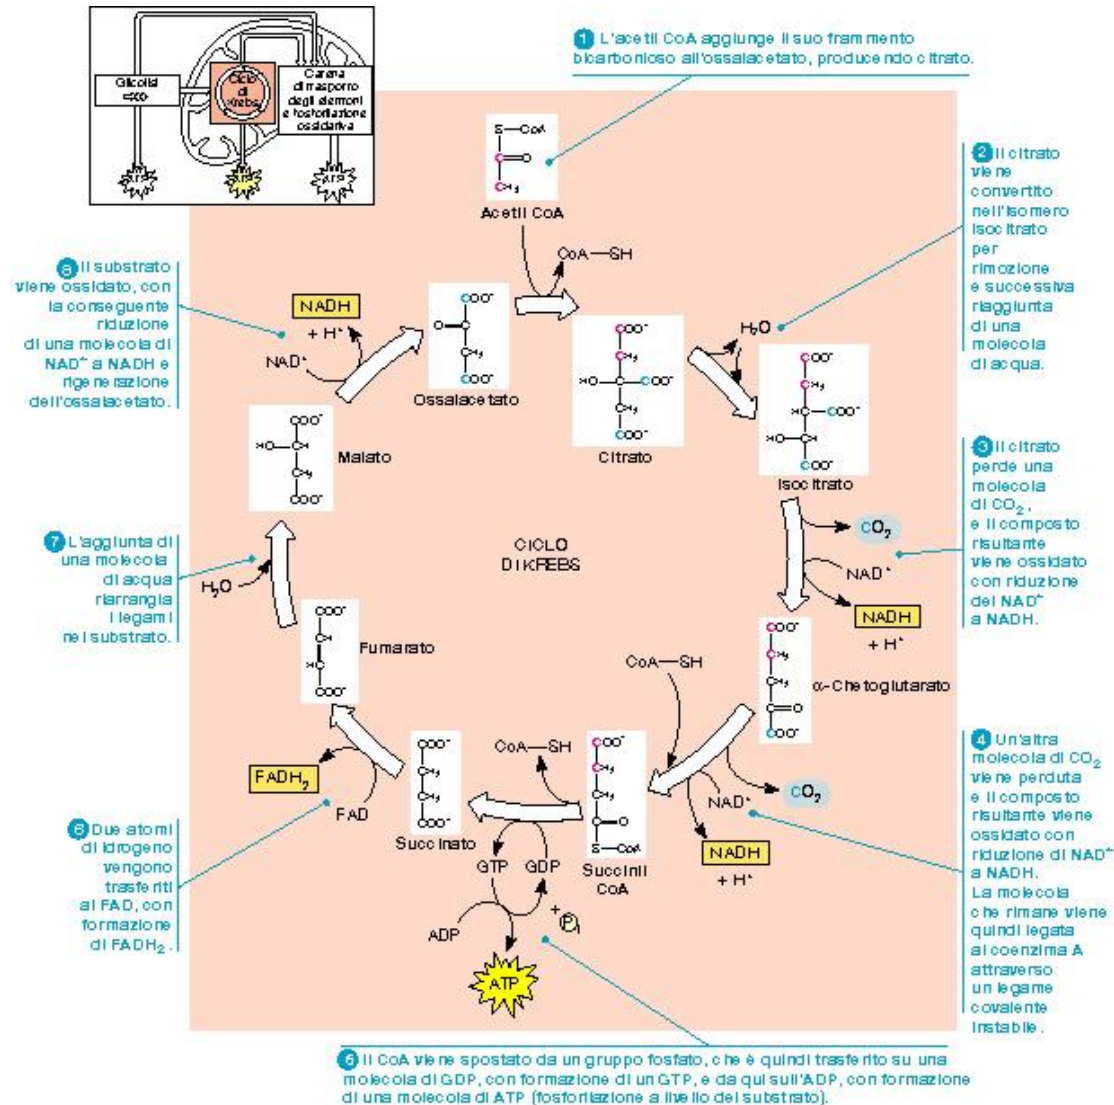 Glicolisi
Ciclo
di
Krebs
Catena
di trasporto
degli elettroni
e fosforilazione
ossidativa
ATP
ATP
ATP
1 L'acetil CoA aggiunge il suo frammento
bicarbonioso all'ossalacetato, producendo citrato.
S—CoA
C=O
CH3
Acetil CoA
CoA—SH
2 Il citrato
viene
convertito
nell'isomero
isocitrato
per
rimozione
e successiva
riaggiunta
di una
molecola
di acqua.
8 Il substrato
viene ossidato, con
la conseguente
riduzione
di una molecola di
NAD+ a NADH e
rigenerazione
dell'ossalacetato.
NADH
+ H+
NAD+
COO-
O=C
CH2
COO-
Ossalacetato
COO-
CH2
HO—C—COO-
CH2
COO-
Citrato
H2O
COO-
CH2
HC—COO-
HO—CH
COO-
Isocitrato
COO-
HO—CH
CH2
COO-
Malato
3 Il citrato
perde una
molecola
di CO2,
e il composto
risultante
viene ossidato
con riduzione
del NAD+
a NADH.
CO2
NAD+
NADH
+ H+
CICLO
DI KREBS
7 L'aggiunta di
una molecola
di acqua
riarrangia
i legami
nel substrato.
H2O
COO-
CH
HC
COO-
Fumarato
CoA—SH
COO-
CH2
CH2
C=O
COO-
α-Chetoglutarato
4 Un'altra
molecola di CO2
viene perduta
e il composto
risultante viene
ossidato con
riduzione di NAD+
a NADH.
La molecola
che rimane viene
quindi legata
al coenzima A
attraverso
un legame
covalente
instabile.
CO2
NAD+
NADH
+ H+
COO-
CH2
CH2
C=O
S—CoA
Succinil
CoA
CoA—SH
COO-
CH2
CH2
COO-
Succinato
FADH2
FAD
6 Due atomi
di idrogeno
vengono
trasferiti
al FAD, con
formazione
di FADH2.
GTP
GDP
+ Pi
ADP
ATP
5 Il CoA viene spostato da un gruppo fosfato, che è quindi trasferito su una
molecola di GDP, con formazione di un GTP, e da qui sull'ADP, con formazione
di una molecola di ATP (fosforilazione a livello del substrato).